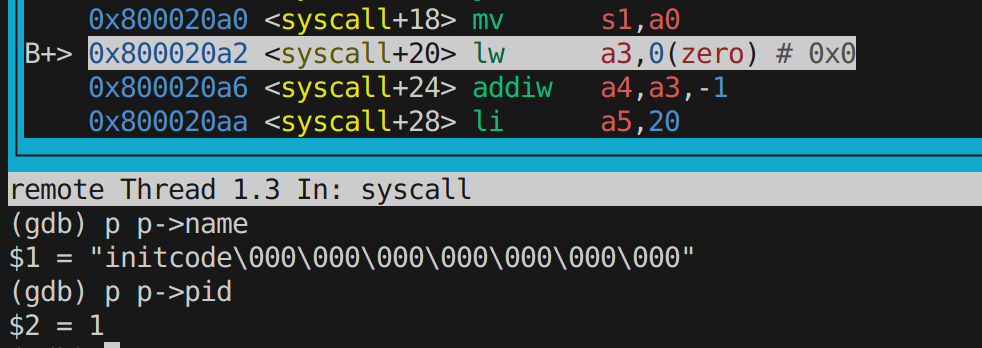 0x800020a0 <syscall+18> mv s1,a0
B+> 0x800020a2 <syscall+20> lw a3,0(zero) # 0x0
0x800020a6 <syscall+24> addiw a4,a3,-1
0x800020aa <syscall+28> li a5,20
remote Thread 1.3 In: syscall
(gdb) p p->name
$1 = "initcode\000\000\000\000\000\000\000"
(gdb) p p->pid
$2 = 1